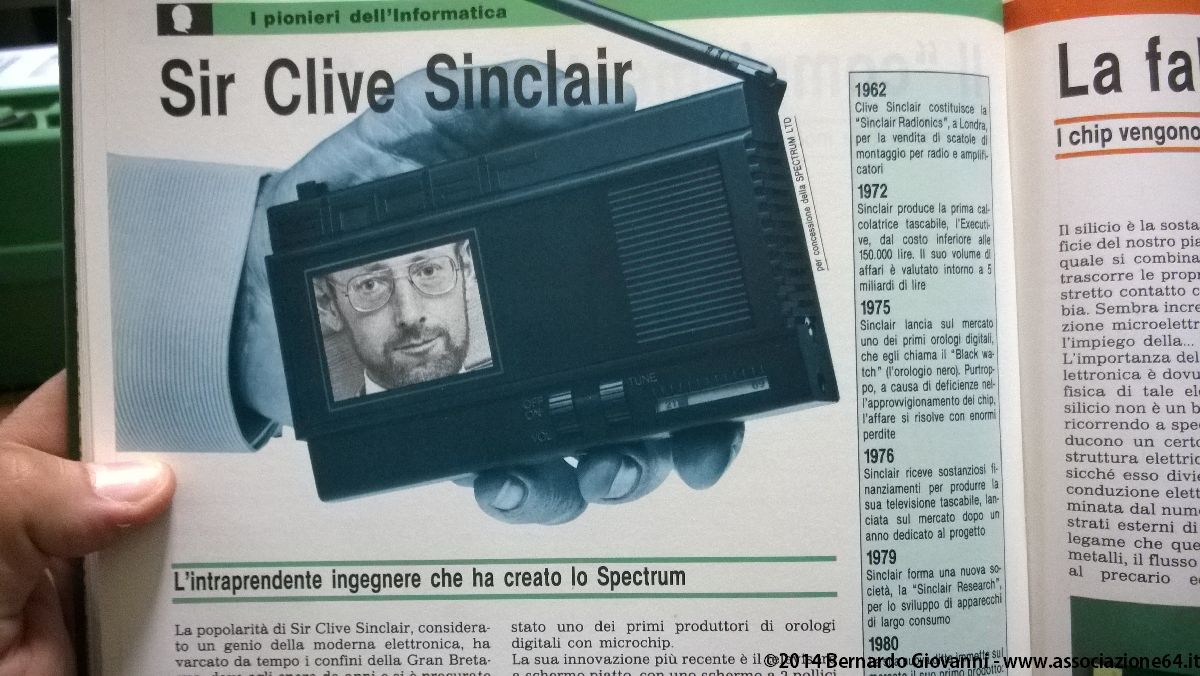 I pionieri dell'Informatica
Sir Clive Sinclair
per concessione della SPECTRUM LTD
OFF
ON
VOL
TUNE
21
69
L'intraprendente ingegnere che ha creato lo Spectrum
La popolarità di Sir Clive Sinclair, considera-
to un genio della moderna elettronica, ha
varcato da tempo i confini della Gran Breta-
stato uno dei primi produttori di orologi
digitali con microchip.
La sua innovazione più recente è il
a schermo piatto, con uno schermo a 2 pollici
1962
Clive Sinclair costituisce la
"Sinclair Radionics", a Londra,
per la vendita di scatole di
montaggio per radio e amplifi-
catori
1972
Sinclair produce la prima cal-
colatrice tascabile, l'Executi-
ve, dal costo inferiore alle
150.000 lire. Il suo volume di
affari è valutato intorno a 5
miliardi di lire
1975
Sinclair lancia sul mercato
uno dei primi orologi digitali,
che egli chiama il "Black wa-
tch" (l'orologio nero). Purtrop-
po, a causa di deficienze nel-
l'approvvigionamento dei chip,
l'affare si risolve con enormi
perdite
1976
Sinclair riceve sostanziosi fi-
nanziamenti per produrre la
sua televisione tascabile, lan-
ciata sul mercato dopo un
anno dedicato al progetto
1979
Sinclair forma una nuova so-
cietà, la "Sinclair Research",
per lo sviluppo di apparecchi
di largo consumo
1980
La fa
I chip vengono
Il silicio è la sosta
ficie del nostro pia
quale si combina
trascorre le propr
stretto contatto c
bia. Sembra incre
zione microelettr
l'impiego della...
L'importanza del
lettronica è dovu
fisica di tale ele
silicio non è un b
ricorrendo a spe
ducono un certo
struttura elettric
sicché esso divie
conduzione elett
minata dal nume
strati esterni di
legame che que
metalli, il flusso
al precario e
©2014 Bernardo Giovanni - www.associazione64.it